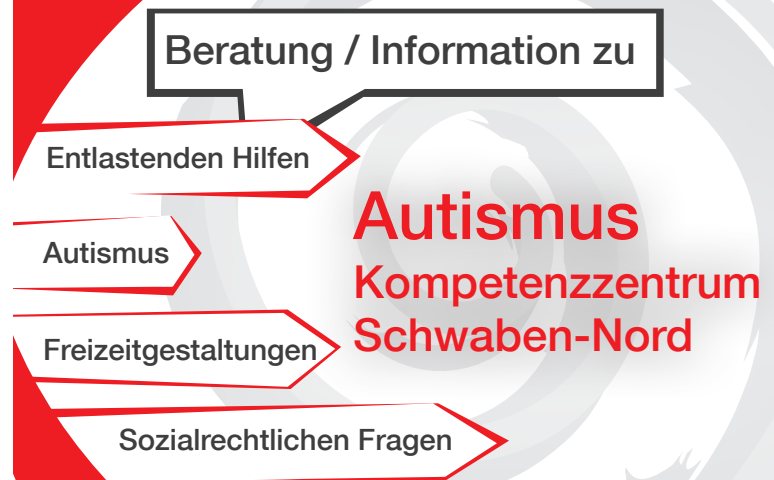 Beratung / Information zu
Entlastenden Hilfen
Autismus
Freizeitgestaltungen
Sozialrechtlichen Fragen
Autismus
Kompetenzzentrum
Schwaben-Nord